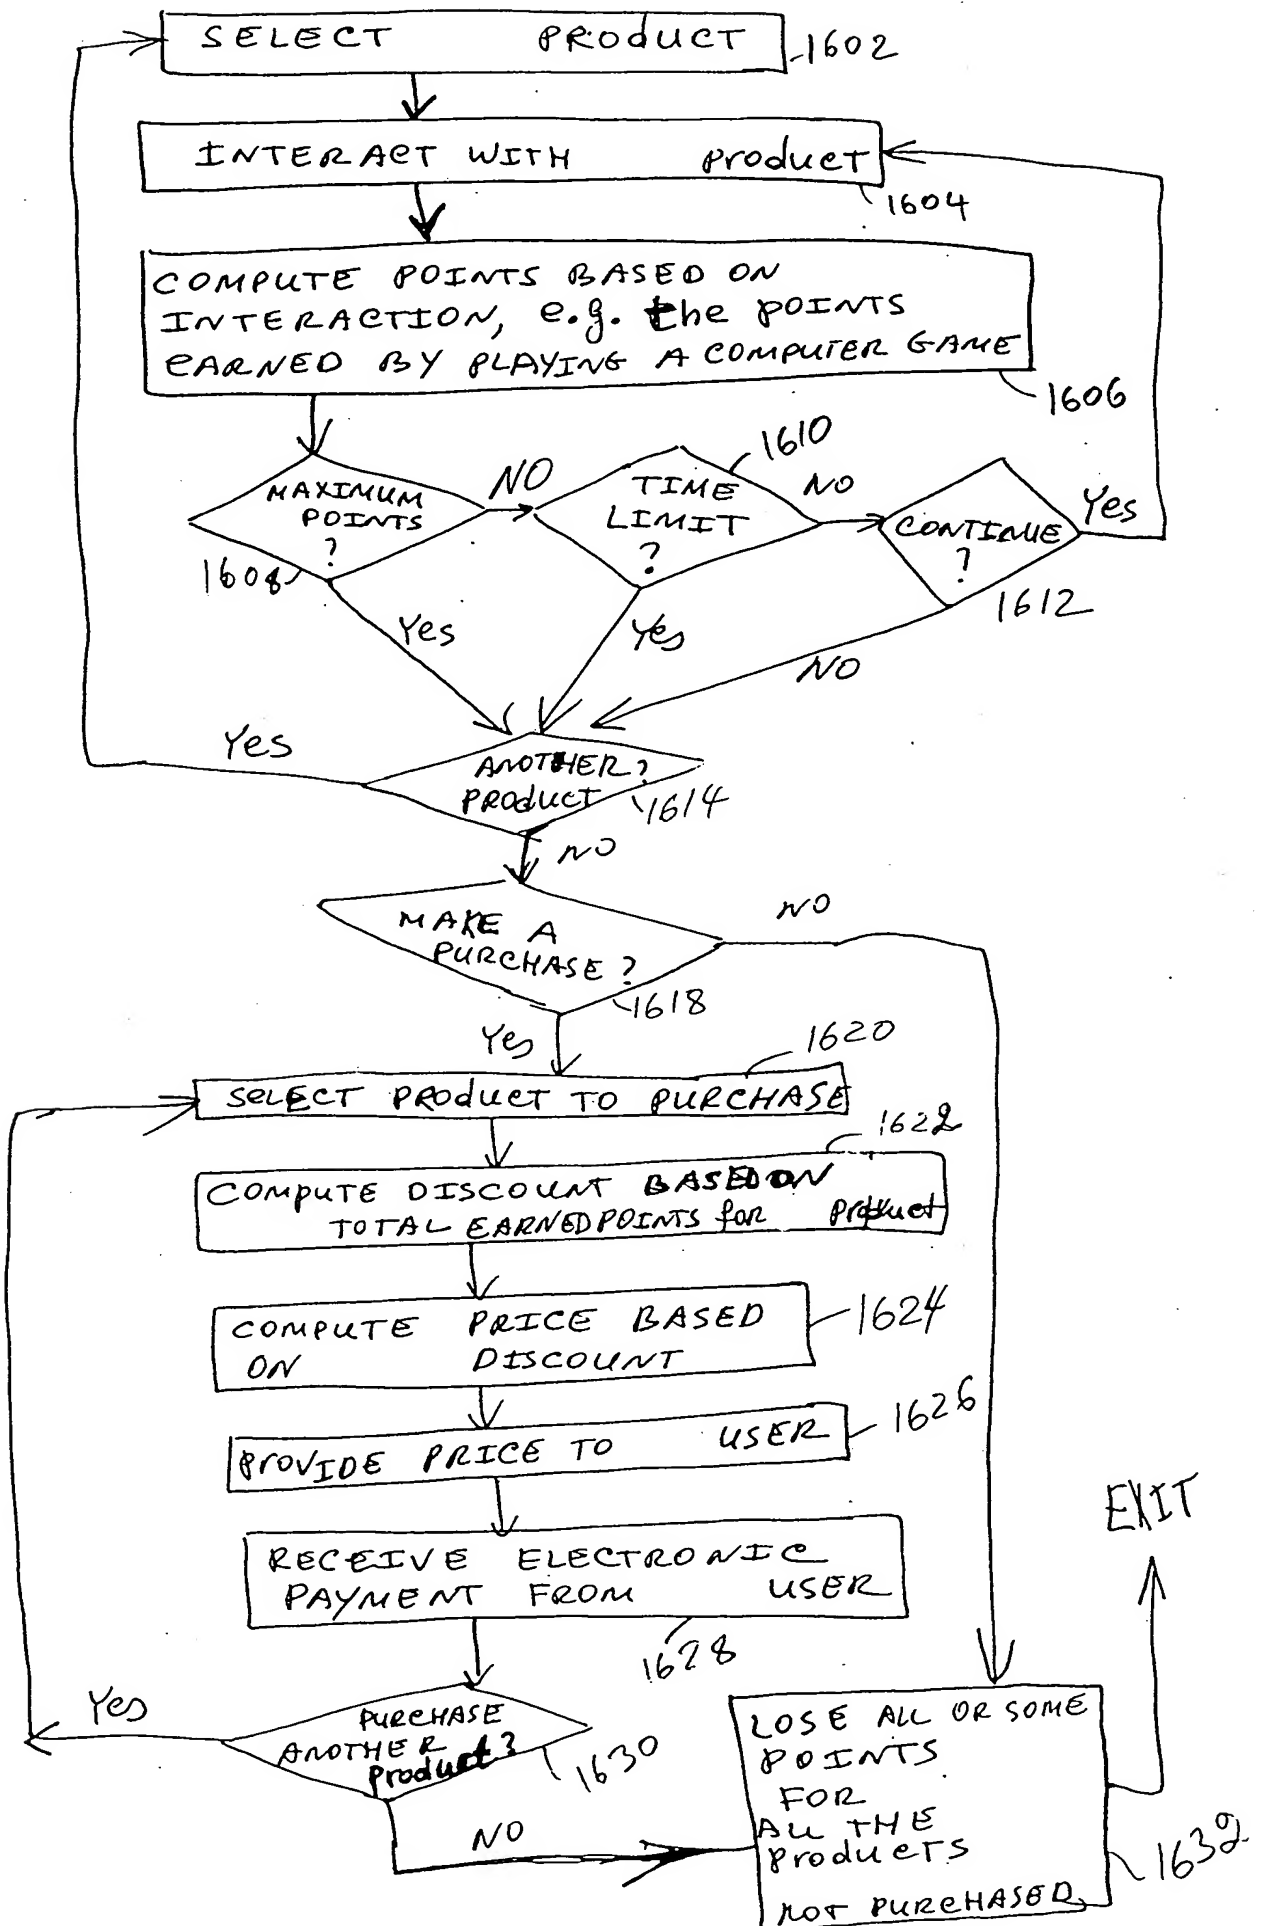 SELECT PRODUCT
1602
INTERACT WITH PRODUCT
1604
COMPUTE POINTS BASED ON
INTERACTION, e.g. the POINTS
EARNED BY PLAYING A COMPUTER GAME
1606
1610
MAXIMUM
POINTS
?
1608
NO
TIME
LIMIT
?
NO
CONTINUE
?
1612
Yes
Yes
Yes
NO
Yes
ANOTHER?
PRODUCT
1614
NO
MAKE A
PURCHASE?
1618
NO
Yes
1620
SELECT PRODUCT TO PURCHASE
1622
COMPUTE DISCOUNT BASED ON
TOTAL EARNED POINTS for Product
COMPUTE PRICE BASED
ON DISCOUNT
1624
PROVIDE PRICE TO USER
1626
RECEIVE ELECTRONIC
PAYMENT FROM USER
1628
EXIT
Yes
PURCHASE
ANOTHER
Product?
1630
NO
LOSE ALL OR SOME
POINTS
FOR
ALL THE
Products
NOT PURCHASED
1632